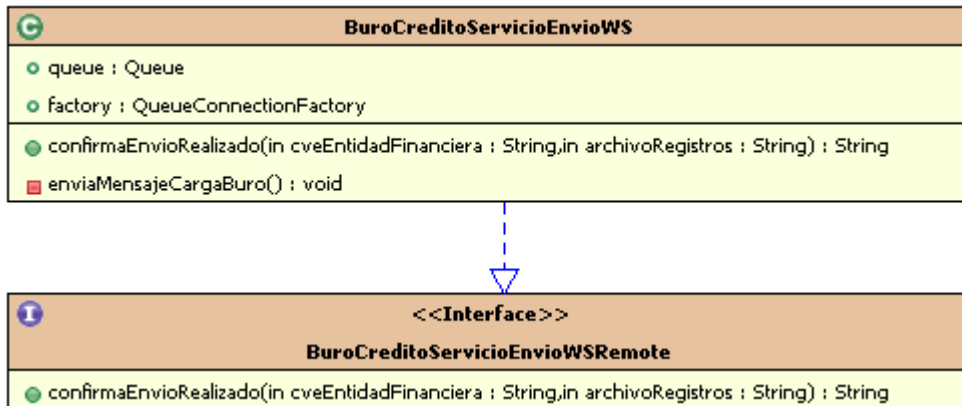 C BuroCreditoServicioEnvioWS
queue : Queue
factory : QueueConnectionFactory
confirmaEnvioRealizado(in cveEntidadFinanciera : String,in archivoRegistros : String) : String
enviaMensajeCargaBuro() : void
I <<Interface>>
BuroCreditoServicioEnvioWSRemote
confirmaEnvioRealizado(in cveEntidadFinanciera : String,in archivoRegistros : String) : String